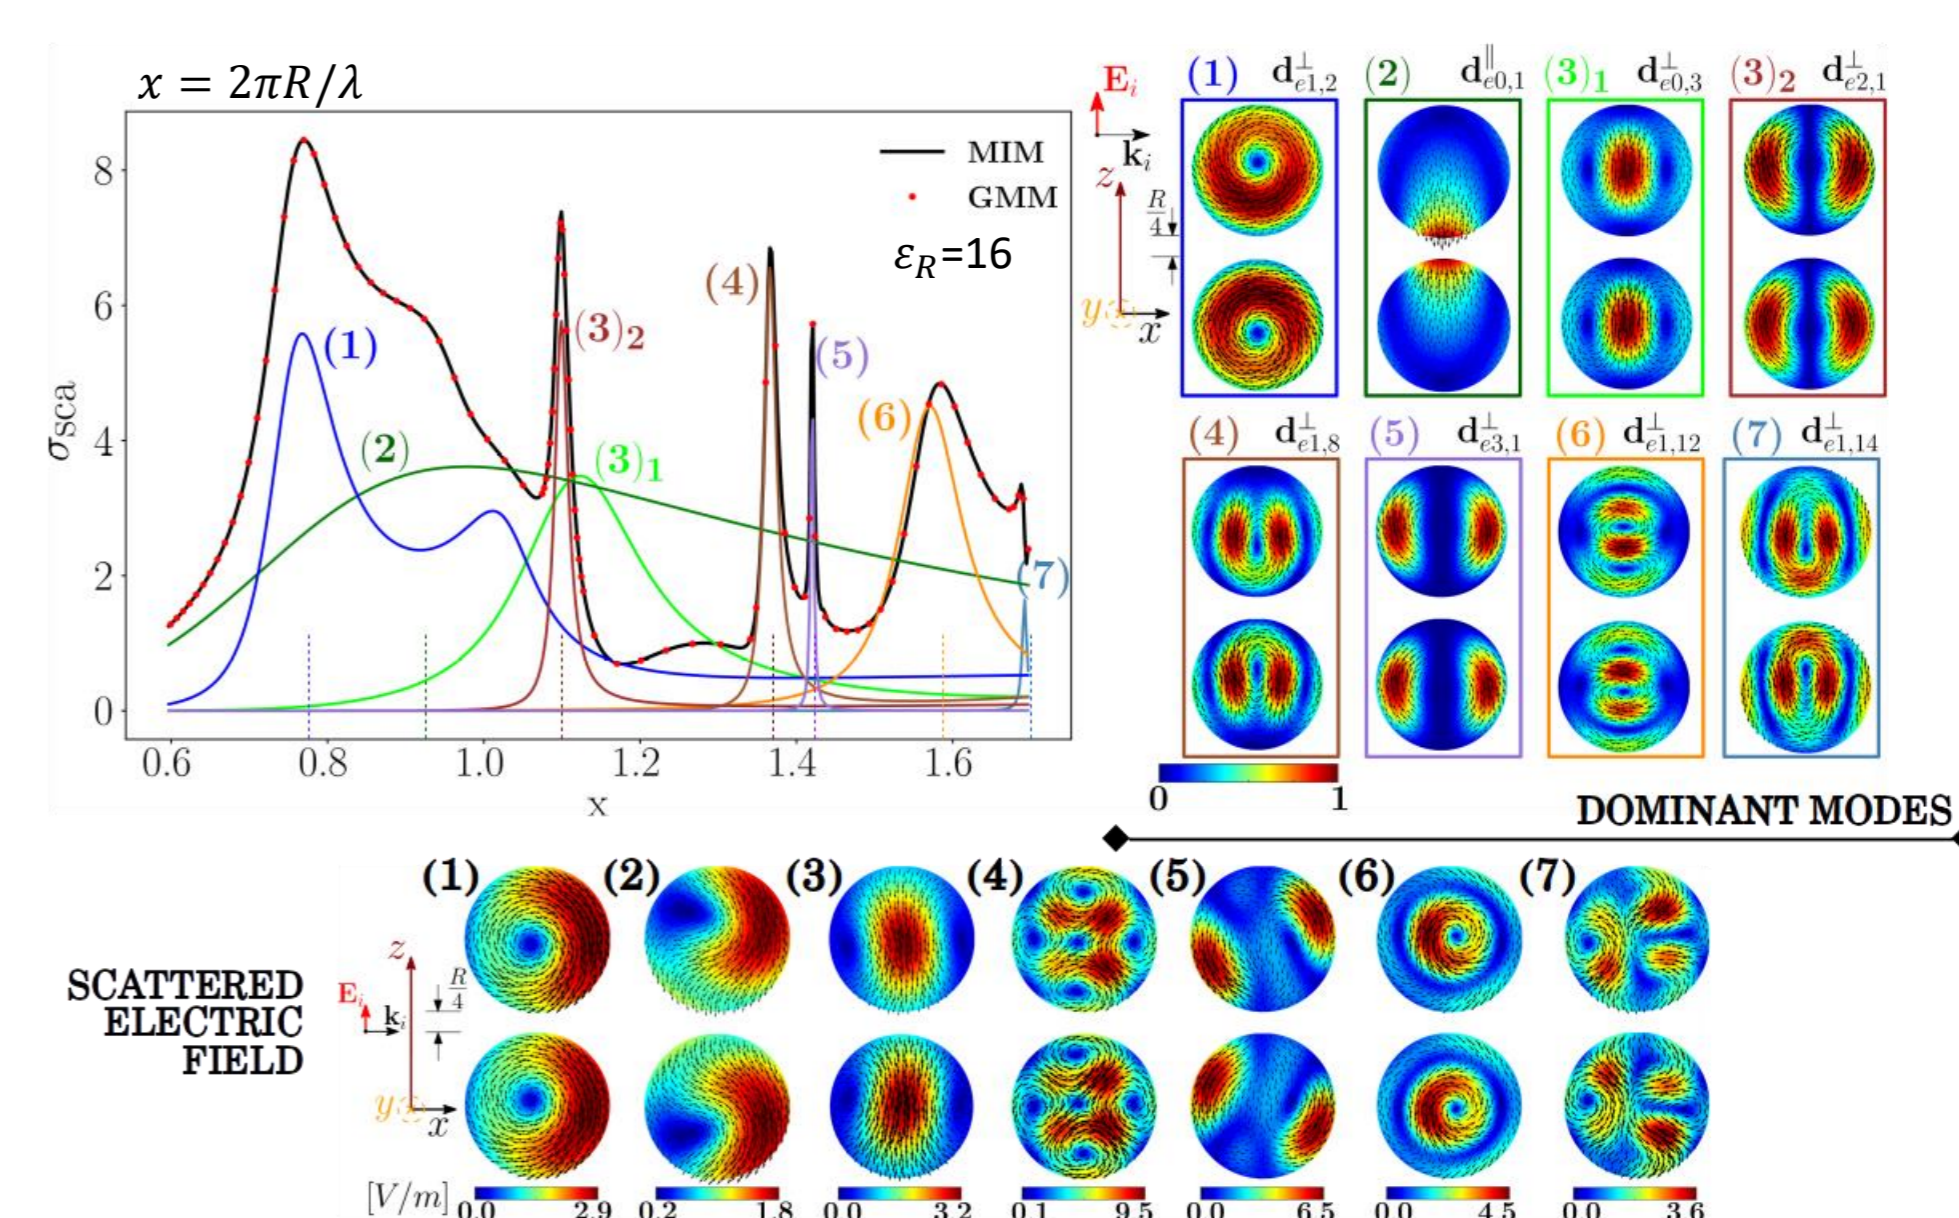 x = 2πR/λ
MIM
GMM
ε_R=16
(1)
(2)
(3)₂
(3)₁
(4)
(5)
(6)
(7)
σ_sca
8
6
4
2
0
0.6 0.8 1.0 1.2 1.4 1.6
x
E_i
k_i
z
R/4
y x
(1) d^⊥_{e1,2}
(2) d^∥_{e0,1}
(3)₁ d^⊥_{e0,3}
(3)₂ d^⊥_{e2,1}
(4) d^⊥_{e1,8}
(5) d^⊥_{e3,1}
(6) d^⊥_{e1,12}
(7) d^⊥_{e1,14}
0 1
DOMINANT MODES
(1) (2) (3) (4) (5) (6) (7)
SCATTERED
ELECTRIC
FIELD
z
E_i
k_i
R/4
y x
[V/m]
0.0 2.9
0.2 1.8
0.0 3.2
0.1 9.5
0.0 6.5
0.0 4.5
0.0 3.6